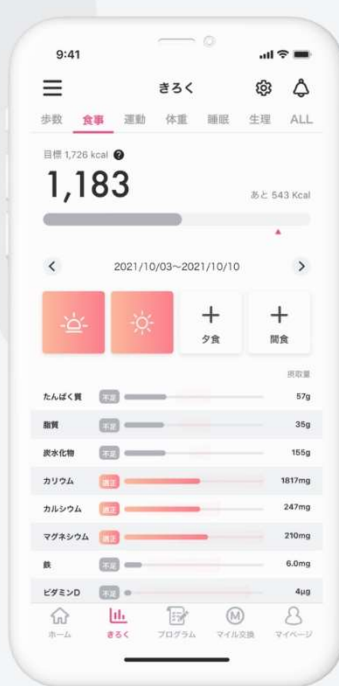 9:41
きろく
歩数 食事 運動 体重 睡眠 生理 ALL
目標 1,726 kcal ?
1,183
あと 543 Kcal
2021/10/03~2021/10/10
夕食 間食
摂取量
たんぱく質 不足 57g
脂質 不足 35g
炭水化物 不足 155g
カリウム 適正 1817mg
カルシウム 適正 247mg
マグネシウム 適正 210mg
鉄 不足 6.0mg
ビタミンD 不足 4μg
ホーム きろく プログラム M マイル交換 マイページ